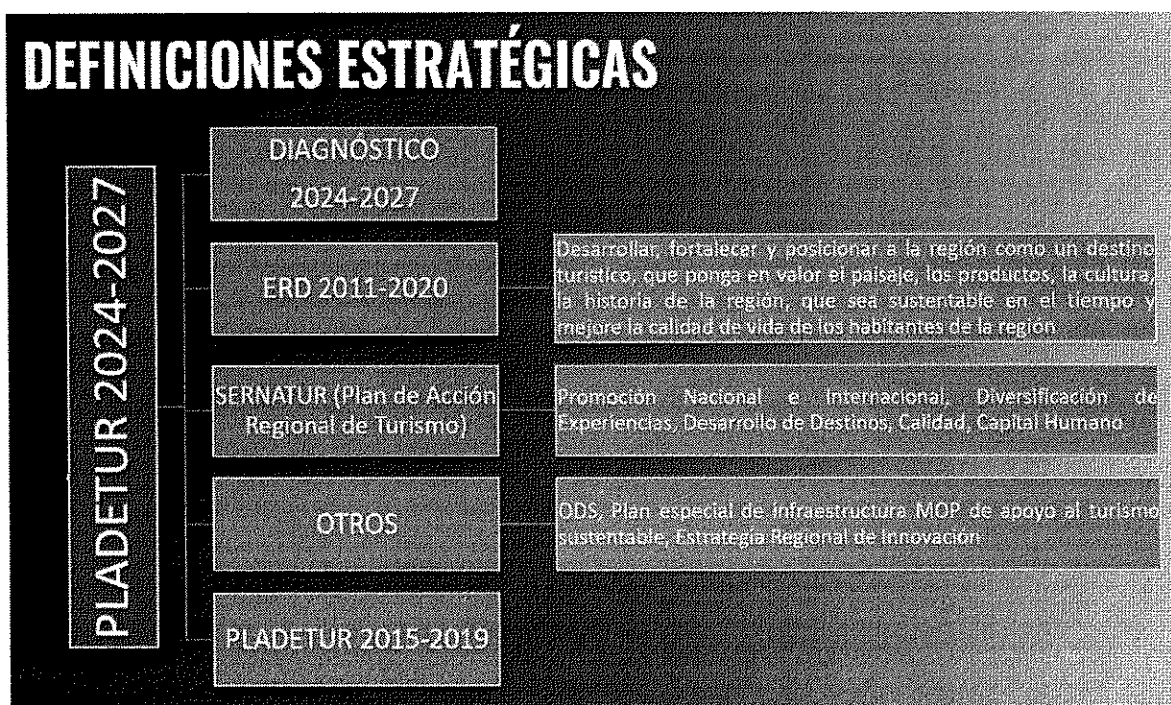 DEFINICIONES ESTRATÉGICAS
PLADETUR 2024-2027
DIAGNÓSTICO
2024-2027
ERD 2011-2020
Desarrollar, fortalecer y posicionar a la región como un destino
turístico, que ponga en valor el paisaje, los productos, la cultura,
la historia de la región, que sea sustentable en el tiempo y
mejore la calidad de vida de los habitantes de la región
SERNATUR (Plan de Acción
Regional de Turismo)
Promoción Nacional e Internacional, Diversificación de
Experiencias, Desarrollo de Destinos, Calidad, Capital Humano
OTROS
ODS, Plan especial de infraestructura MOP de apoyo al turismo
sustentable, Estrategia Regional de Innovación
PLADETUR 2015-2019